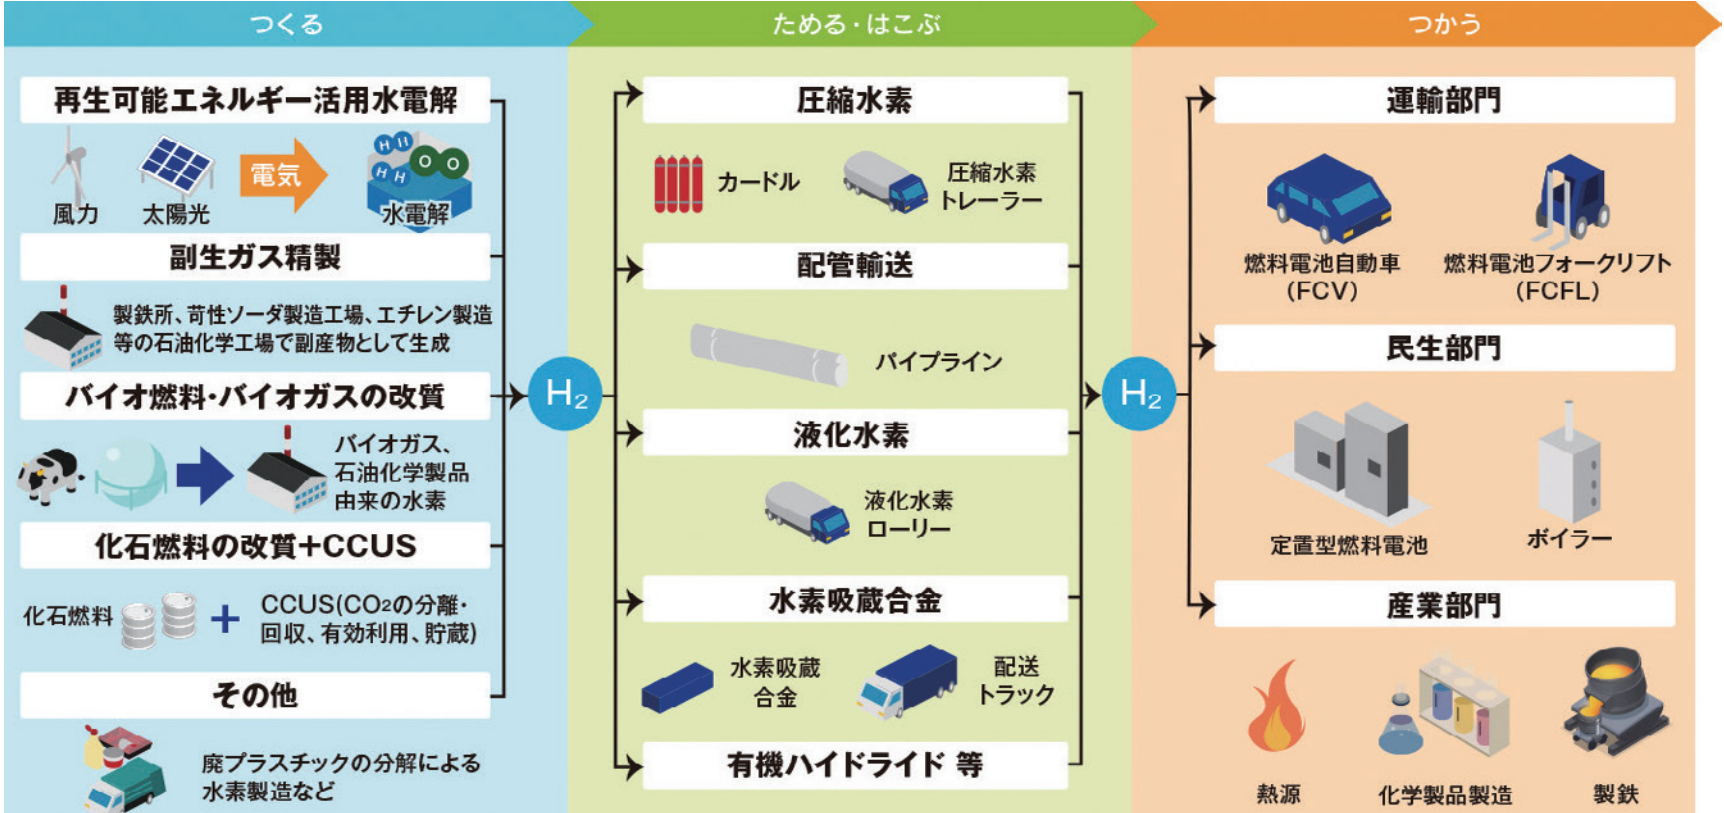 つくる
再生可能エネルギー活用水電解
風力
太陽光
電気
H H
H H
O O
水電解
副生ガス精製
製鉄所、苛性ソーダ製造工場、エチレン製造
等の石油化学工場で副産物として生成
バイオ燃料・バイオガスの改質
バイオガス、
石油化学製品
由来の水素
化石燃料の改質+CCUS
化石燃料
+
CCUS(CO₂の分離・
回収、有効利用、貯蔵)
その他
廃プラスチックの分解による
水素製造など
H₂
ためる・はこぶ
圧縮水素
カードル
圧縮水素
トレーラー
配管輸送
パイプライン
液化水素
液化水素
ローリー
水素吸蔵合金
水素吸蔵
合金
配送
トラック
有機ハイドライド 等
H₂
つかう
運輸部門
燃料電池自動車
(FCV)
燃料電池フォークリフト
(FCFL)
民生部門
定置型燃料電池
ボイラー
産業部門
熱源
化学製品製造
製鉄